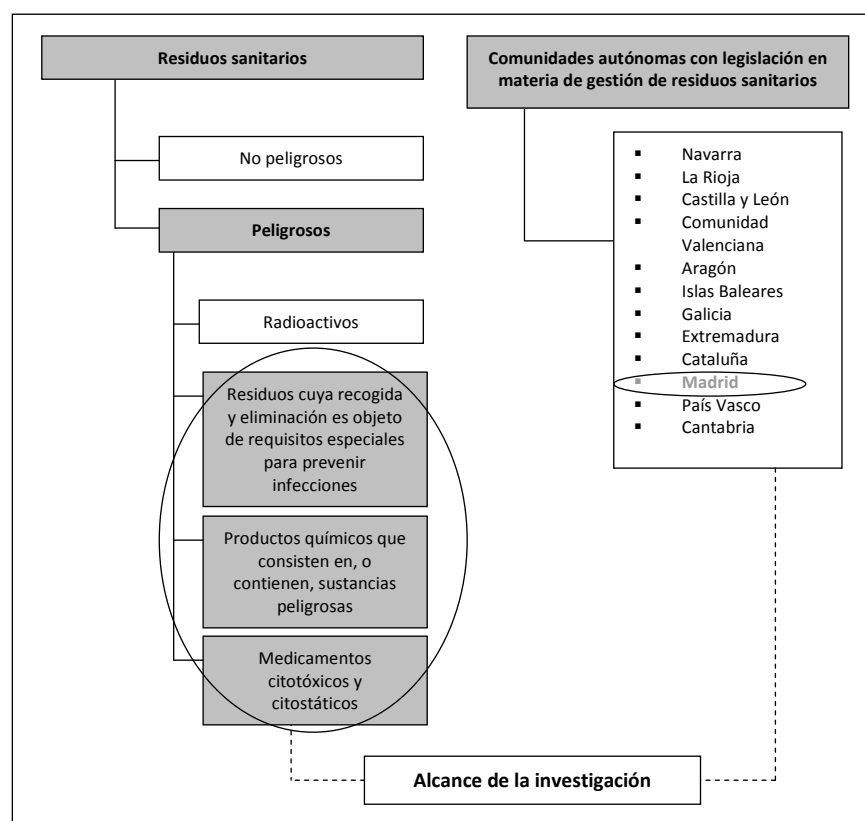 Residuos sanitarios
No peligrosos
Peligrosos
Radioactivos
Residuos cuya recogida
y eliminación es objeto
de requisitos especiales
para prevenir
infecciones
Productos químicos que
consisten en, o
contienen, sustancias
peligrosas
Medicamentos
citotóxicos y
citostáticos
Comunidades autónomas con legislación en
materia de gestión de residuos sanitarios
▪ Navarra
▪ La Rioja
▪ Castilla y León
▪ Comunidad
Valenciana
▪ Aragón
▪ Islas Baleares
▪ Galicia
▪ Extremadura
▪ Cataluña
▪ Madrid
▪ País Vasco
▪ Cantabria
Alcance de la investigación